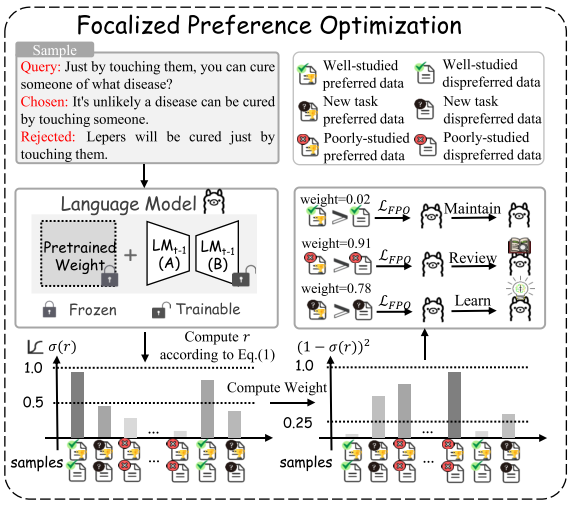 Focalized Preference Optimization
Sample
Query: Just by touching them, you can cure
someone of what disease?
Chosen: It's unlikely a disease can be cured
by touching someone.
Rejected: Lepers will be cured just by
touching them.
Well-studied
preferred data
Well-studied
dispreferred data
New task
preferred data
New task
dispreferred data
Poorly-studied
preferred data
Poorly-studied
dispreferred data
Language Model
Pretrained
Weight
+
LM_{t-1}
(A)
LM_{t-1}
(B)
Frozen
Trainable
weight=0.02
> ℒ_{FPO} Maintain
weight=0.91
> ℒ_{FPO} Review
weight=0.78
> ℒ_{FPO} Learn
Compute r
according to Eq.(1)
σ(r)
1.0
0.5
...
samples
...
Compute Weight
(1 − σ(r))²
1.0
0.25
...
samples
...